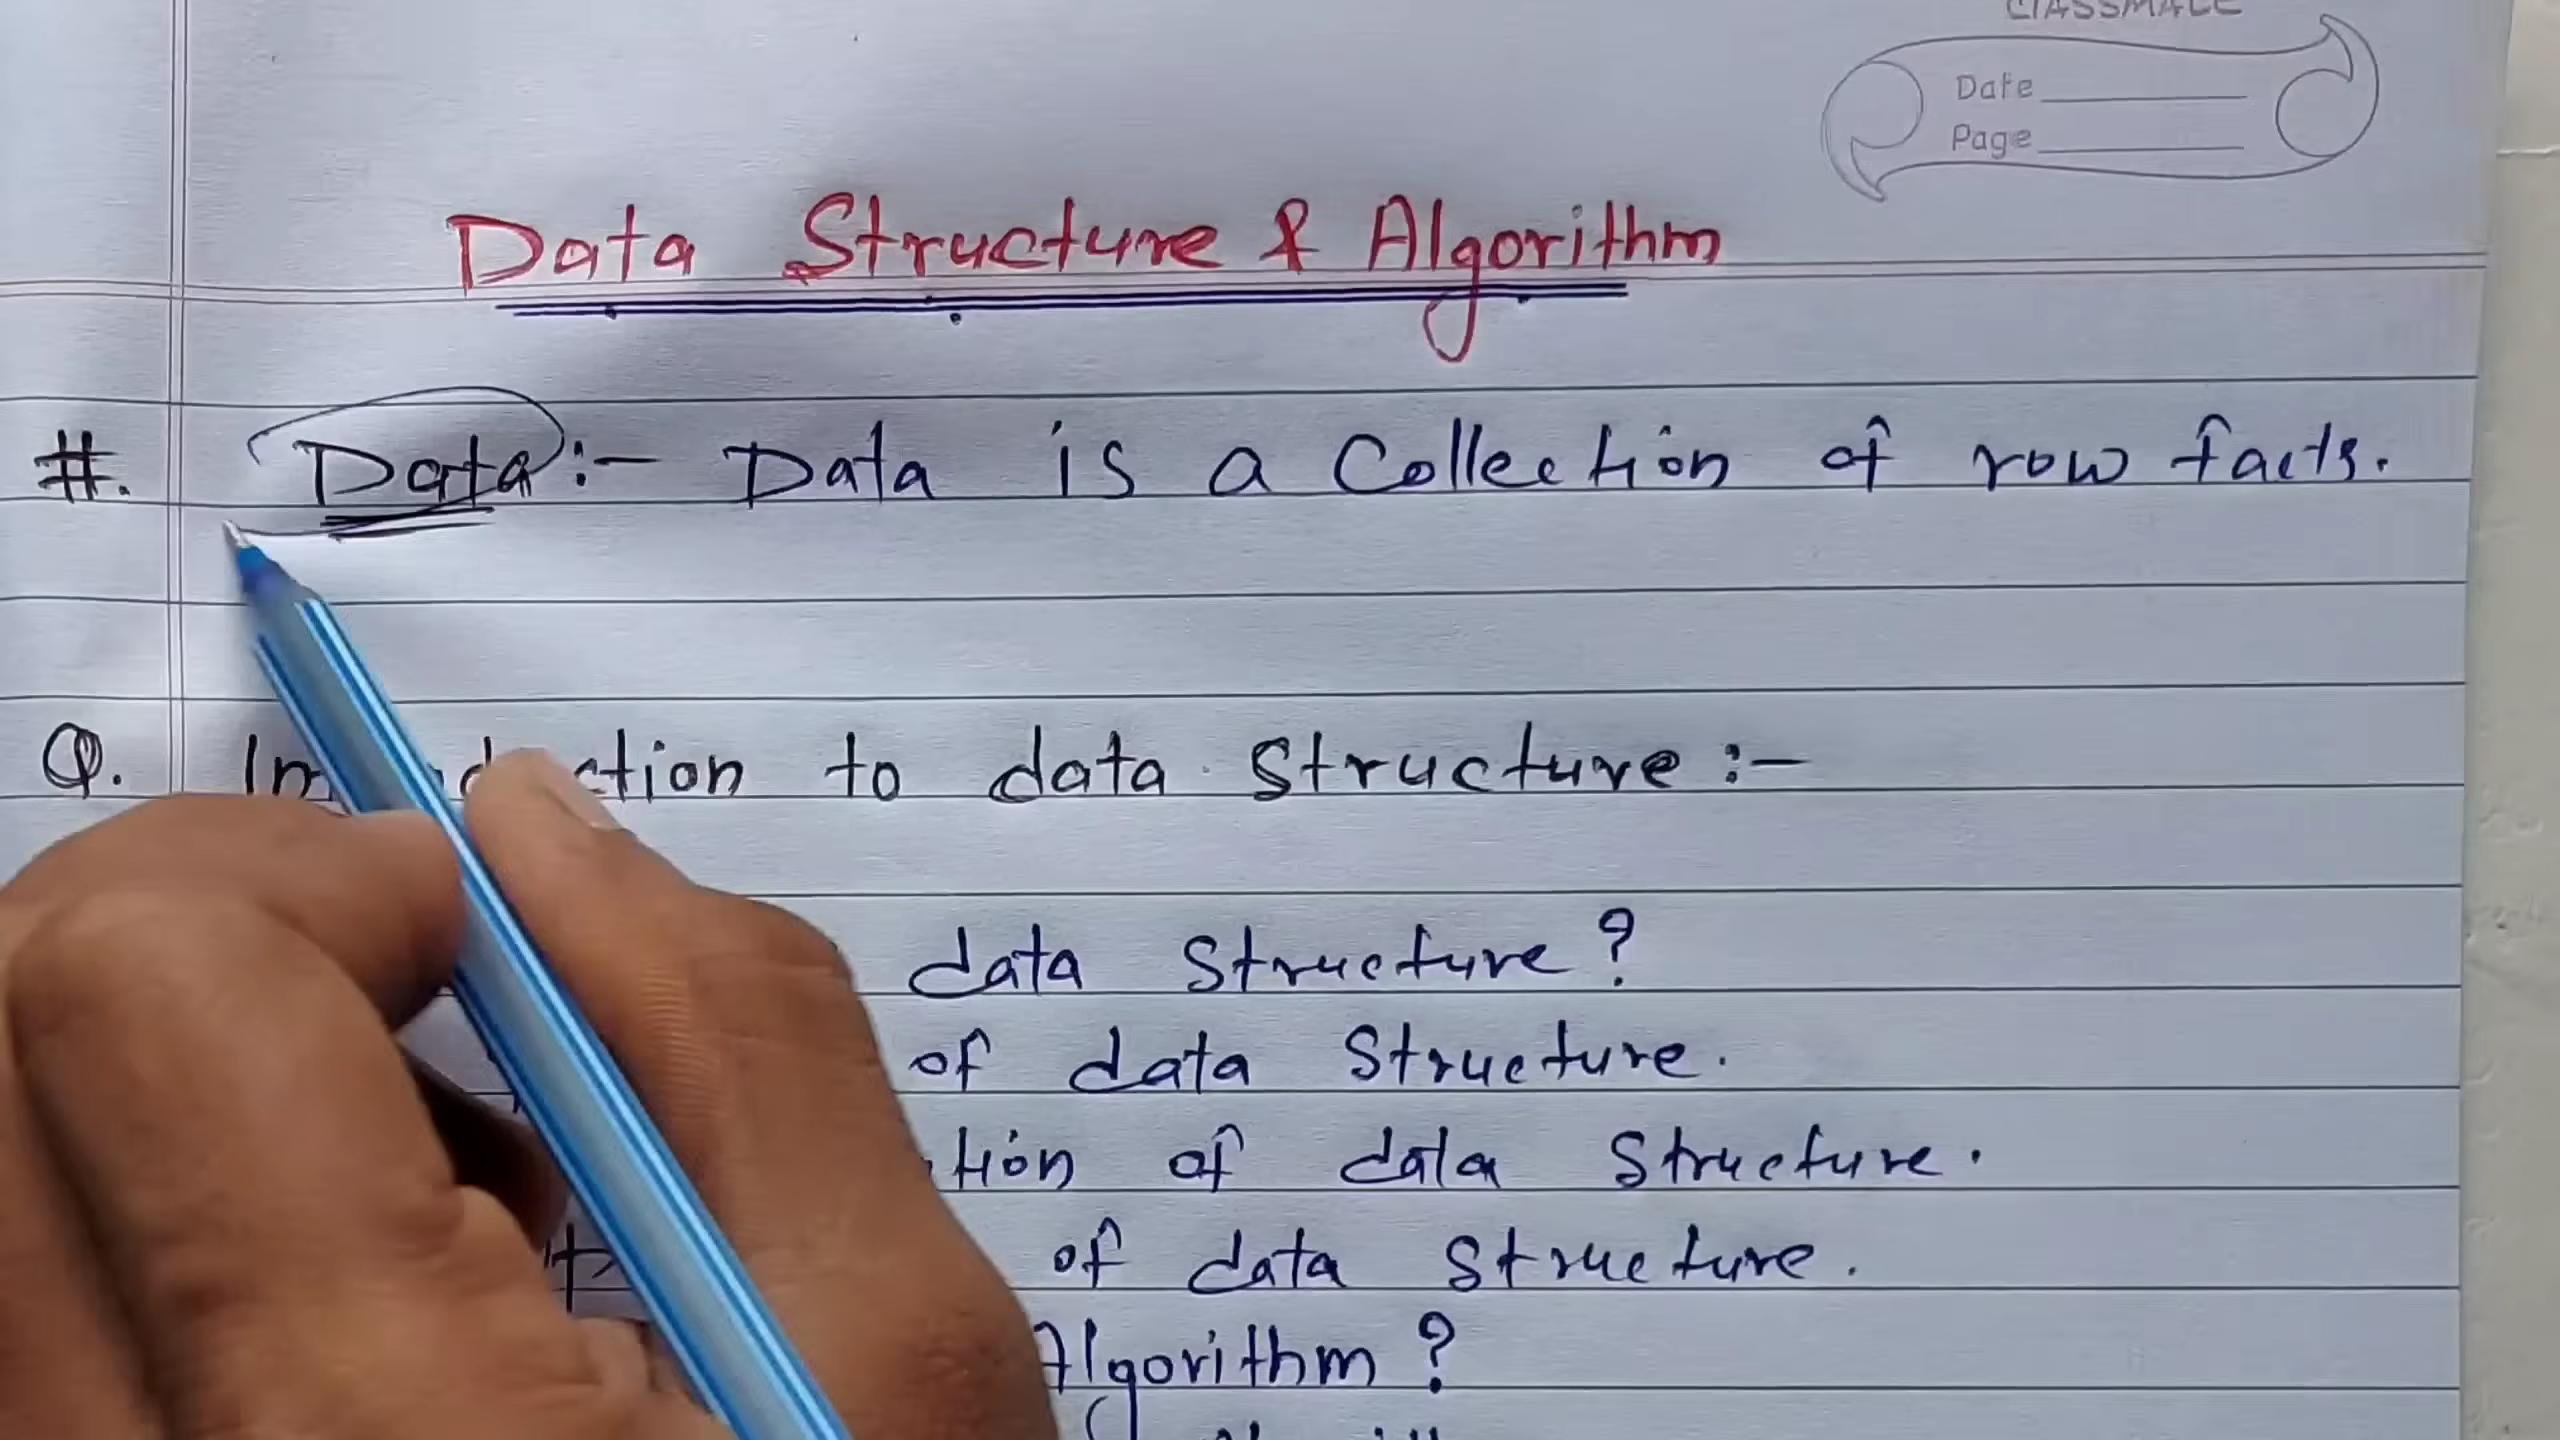 classmate
Date
Page
Data Structure & Algorithm
#. Data :- Data is a Collection of row facts.
Q. to data Structure :-
data Structure ?
of data Structure.
of data Structure.
of data Structure.
Algorithm ?